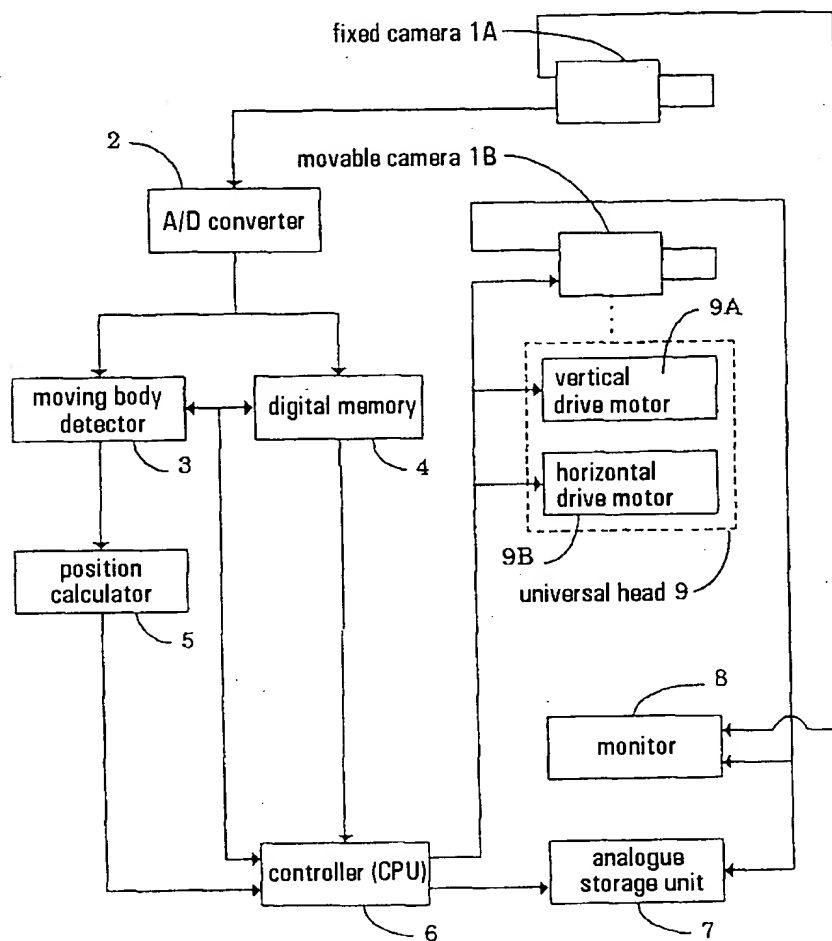 fixed camera 1A
2
movable camera 1B
A/D converter
9A
vertical
drive motor
moving body
detector
digital memory
3
4
horizontal
drive motor
9B
position
calculator
universal head 9
5
8
monitor
controller (CPU)
analogue
storage unit
6
7